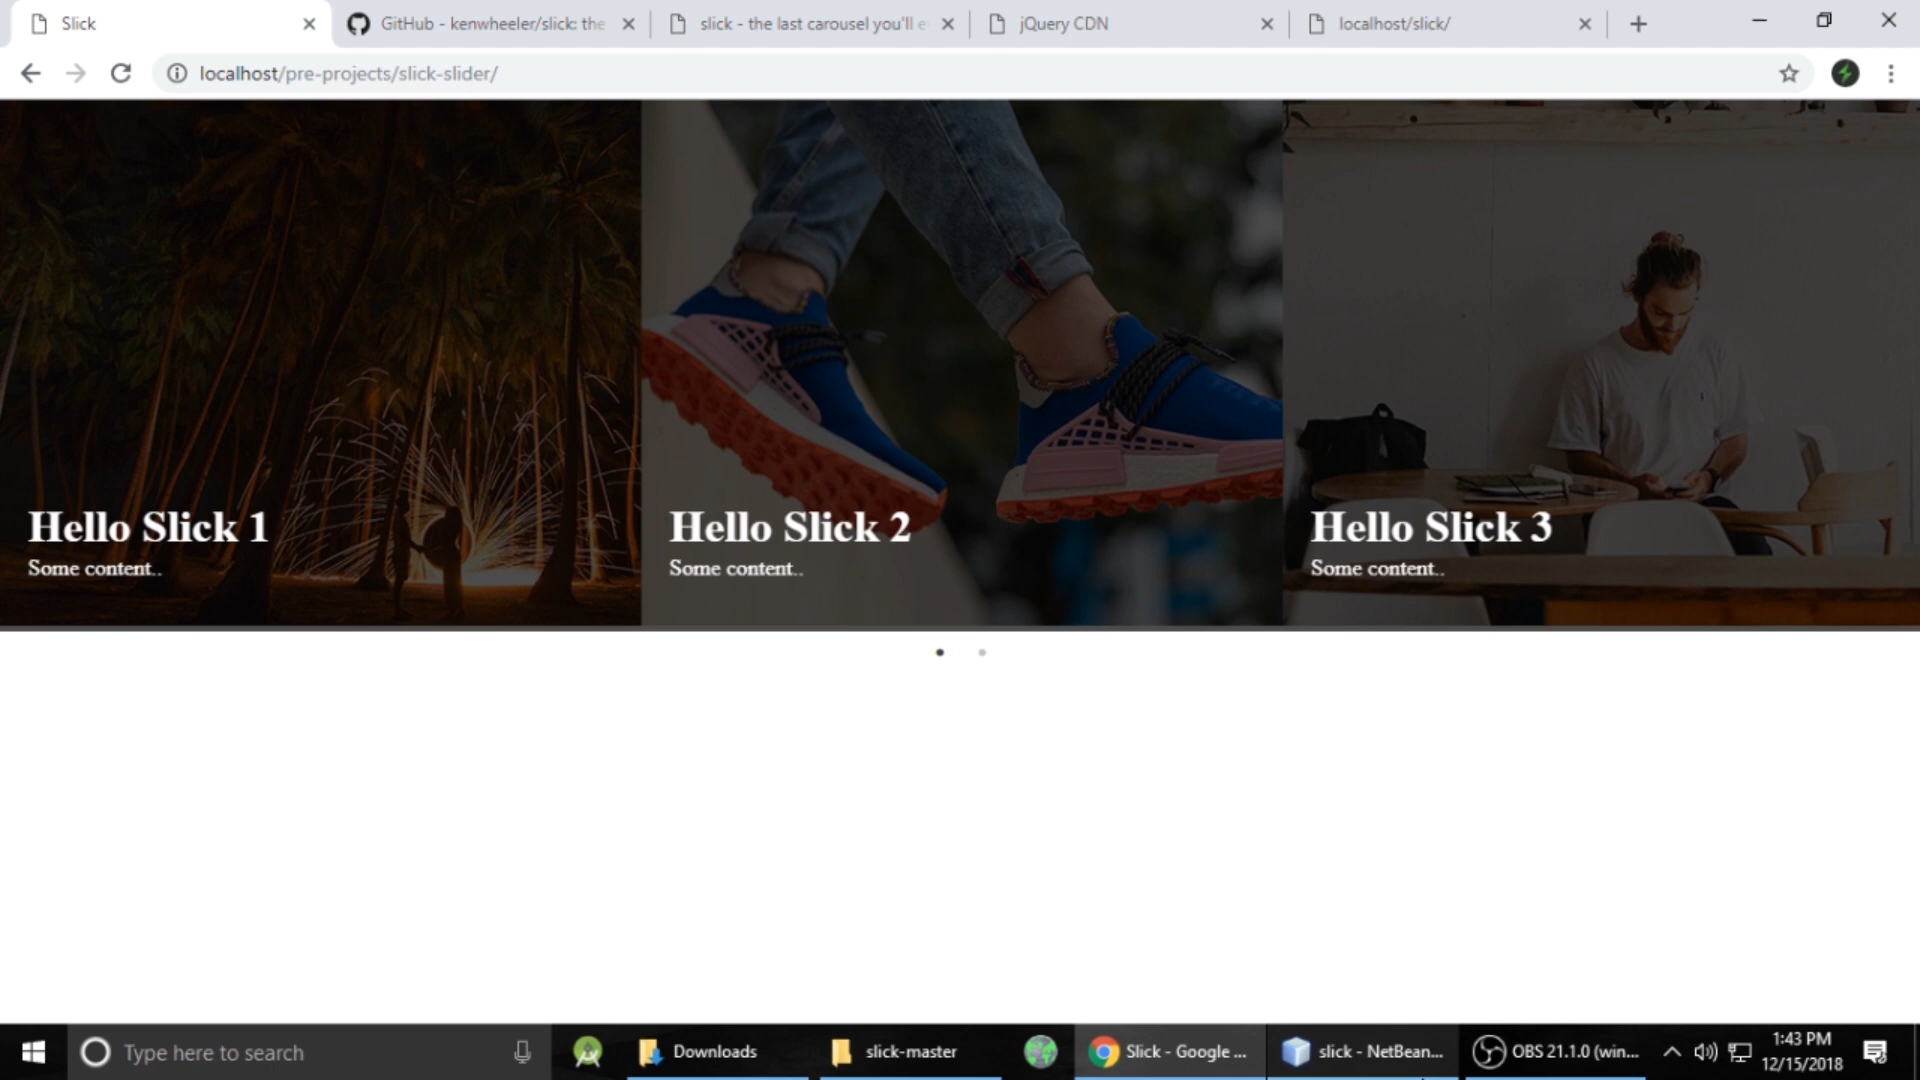 Slick
GitHub - kenwheeler/slick: the
slick - the last carousel you'll e
jQuery CDN
localhost/slick/
localhost/pre-projects/slick-slider/
Hello Slick 1
Some content..
Hello Slick 2
Some content..
Hello Slick 3
Some content..
Type here to search
Downloads
slick-master
Slick - Google ...
slick - NetBean...
OBS 21.1.0 (win...
1:43 PM
12/15/2018